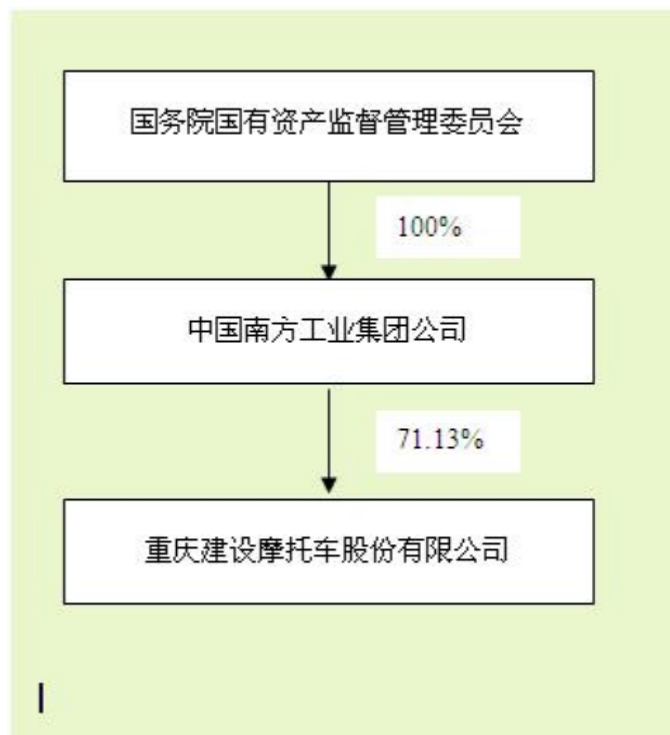 国务院国有资产监督管理委员会
100%
中国南方工业集团公司
71.13%
重庆建设摩托车股份有限公司